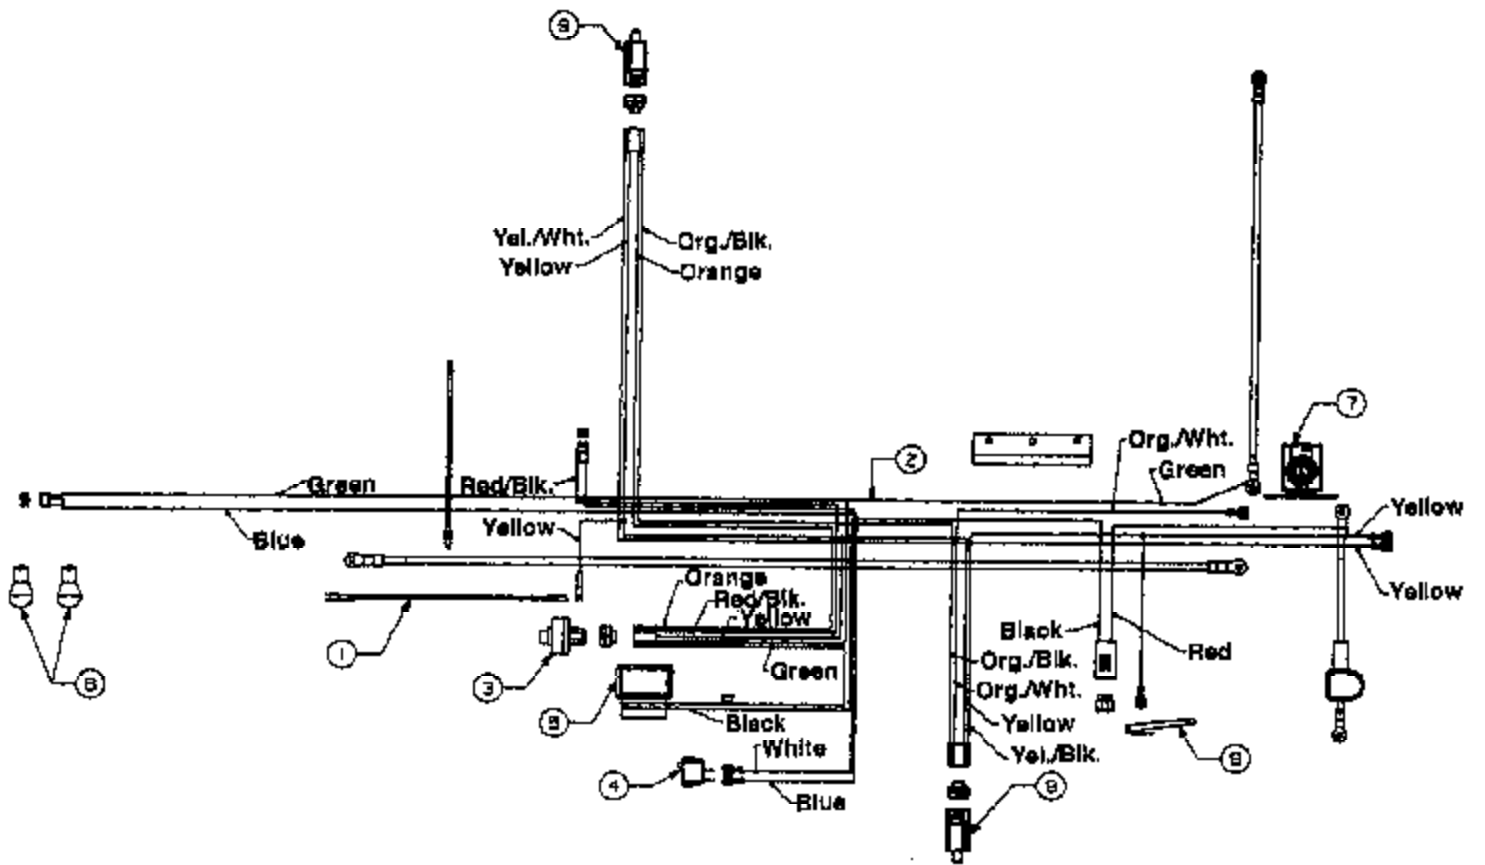 9
Yel./Wht.
Org./Blk.
Yellow
Orange
7
Org./Wht.
2
Green
Green
Red/Blk.
Yellow
Yellow
Blue
Orange
Red/Blk.
Yellow
Yellow
1
Black
Red
Org./Blk.
Green
6
3
Org./Wht.
5
Black
Yellow
White
Yel./Blk.
8
4
9
Blue